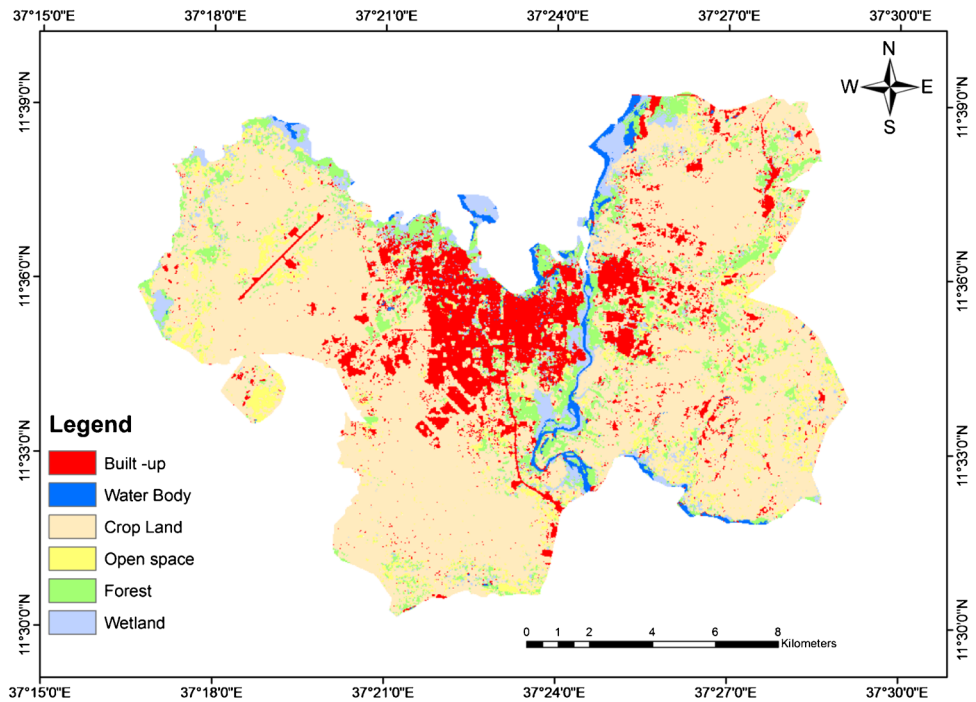 37°15'0"E 37°18'0"E 37°21'0"E 37°24'0"E 37°27'0"E 37°30'0"E
N
W E
S
11°39'0"N
11°39'0"N
11°36'0"N
11°36'0"N
11°33'0"N
11°33'0"N
11°30'0"N
11°30'0"N
Legend
Built -up
Water Body
Crop Land
Open space
Forest
Wetland
0 1 2 4 6 8
Kilometers
37°15'0"E 37°18'0"E 37°21'0"E 37°24'0"E 37°27'0"E 37°30'0"E